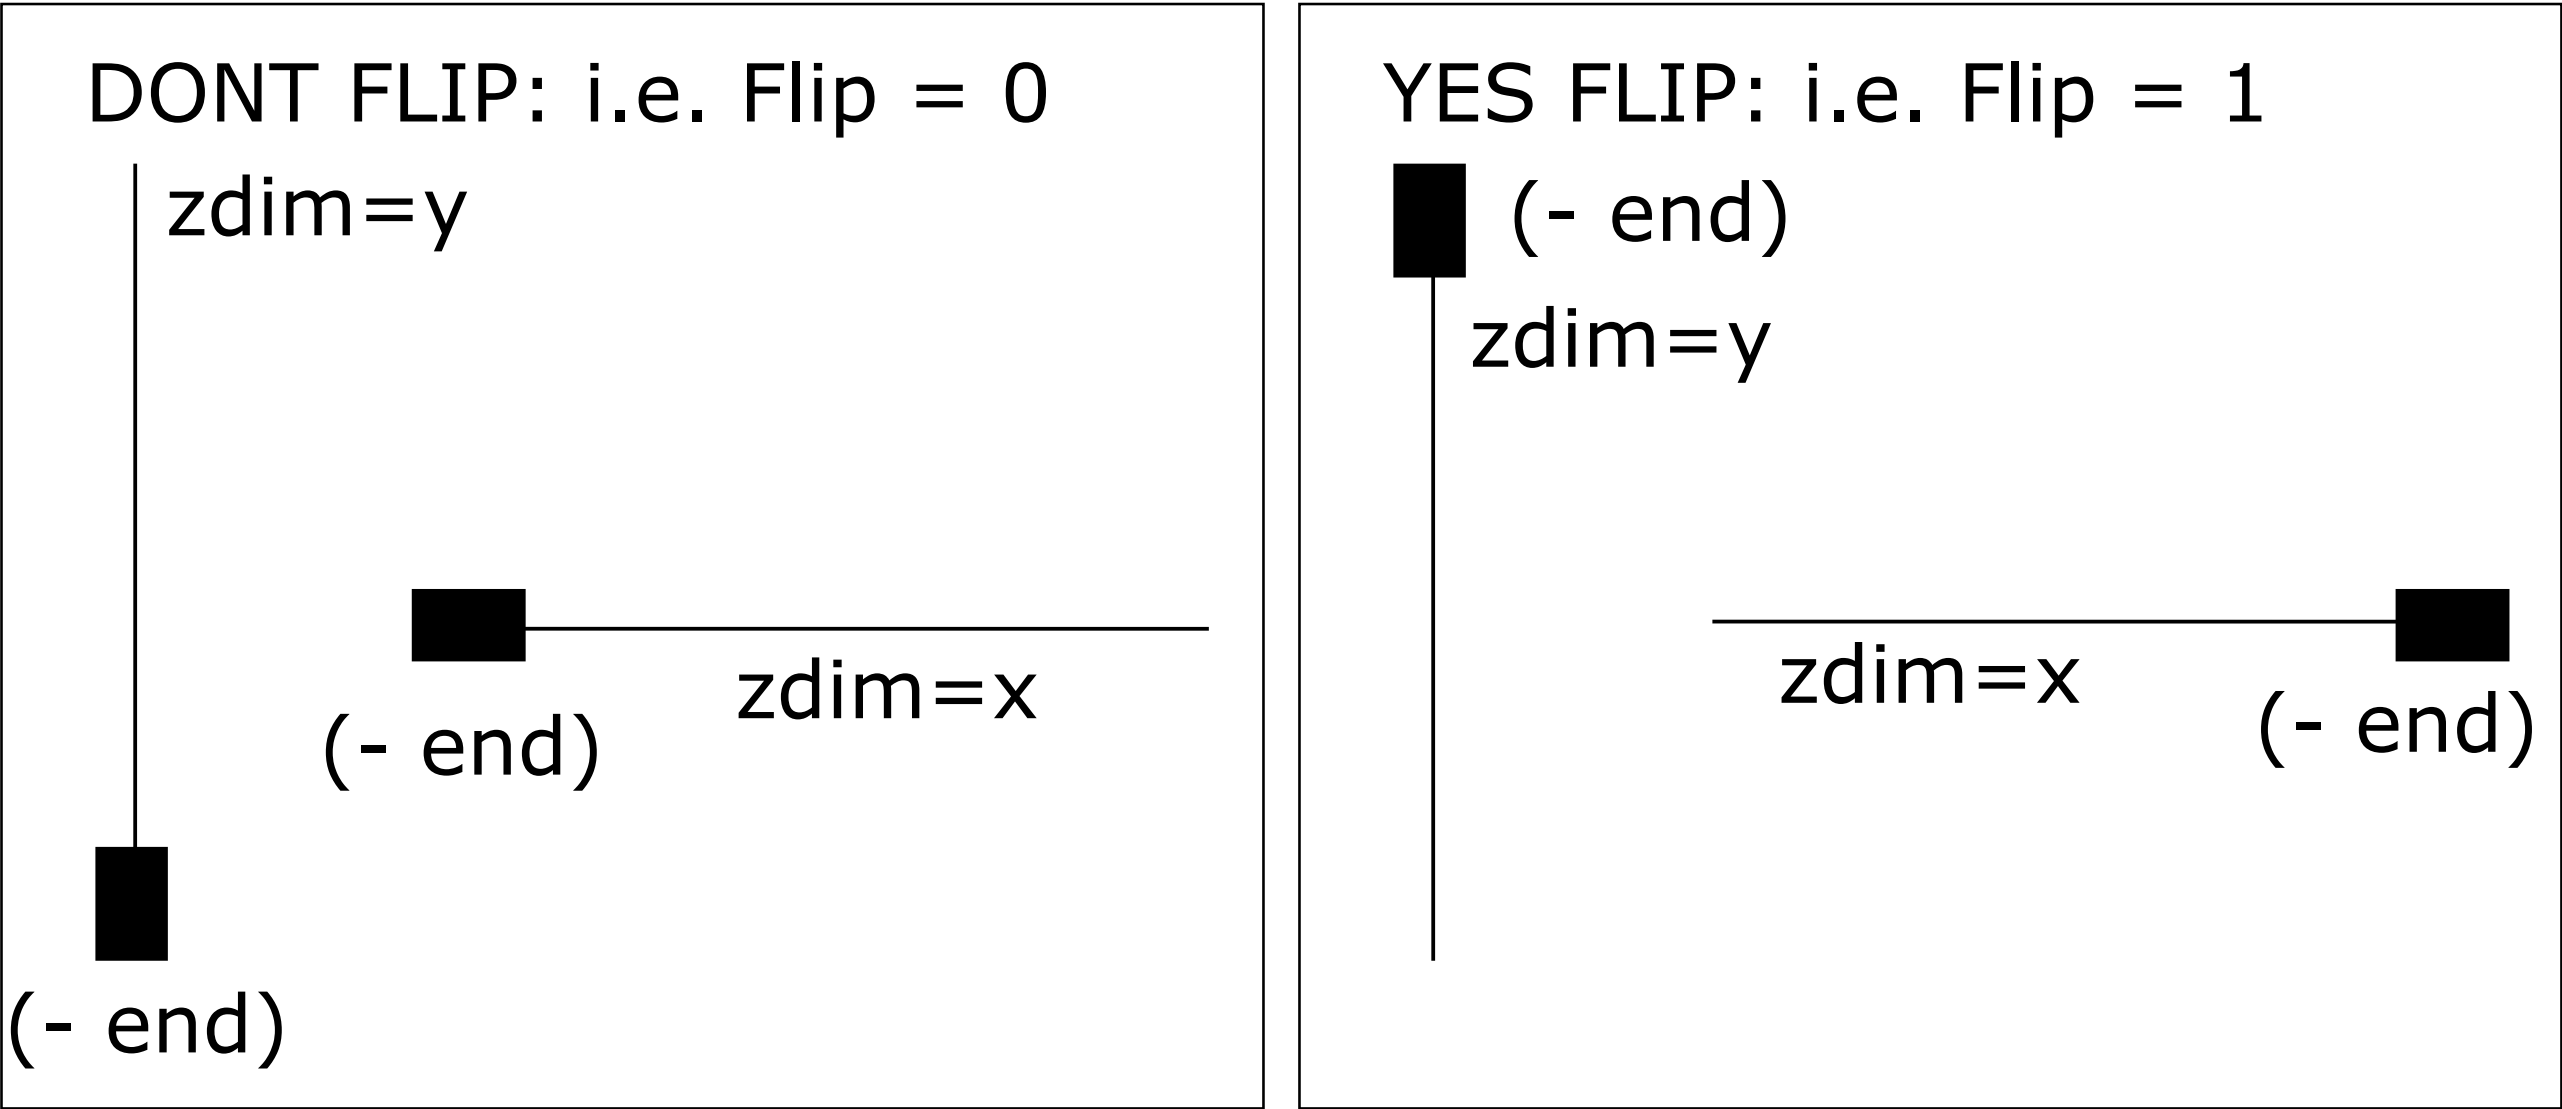 DONT FLIP: i.e. Flip = 0
zdim=y
zdim=x
(- end)
(- end)
YES FLIP: i.e. Flip = 1
(- end)
zdim=y
zdim=x
(- end)